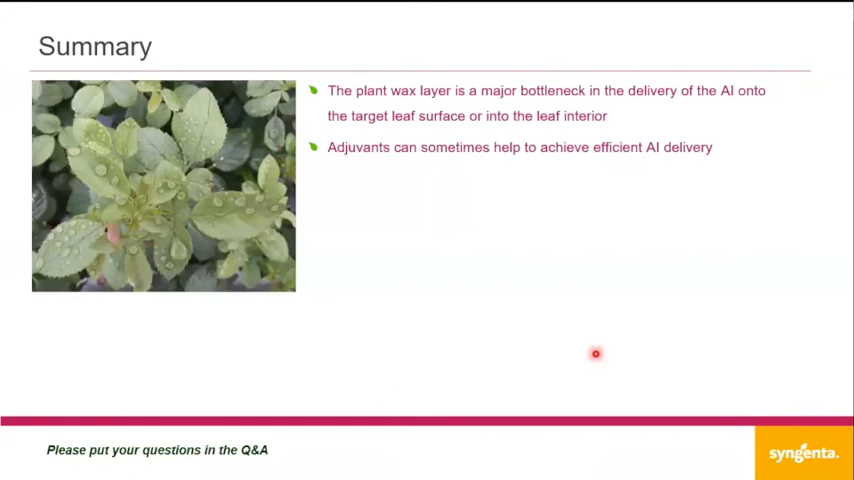 Summary
The plant wax layer is a major bottleneck in the delivery of the AI onto
the target leaf surface or into the leaf interior
Adjuvants can sometimes help to achieve efficient AI delivery
Please put your questions in the Q&A
syngenta.